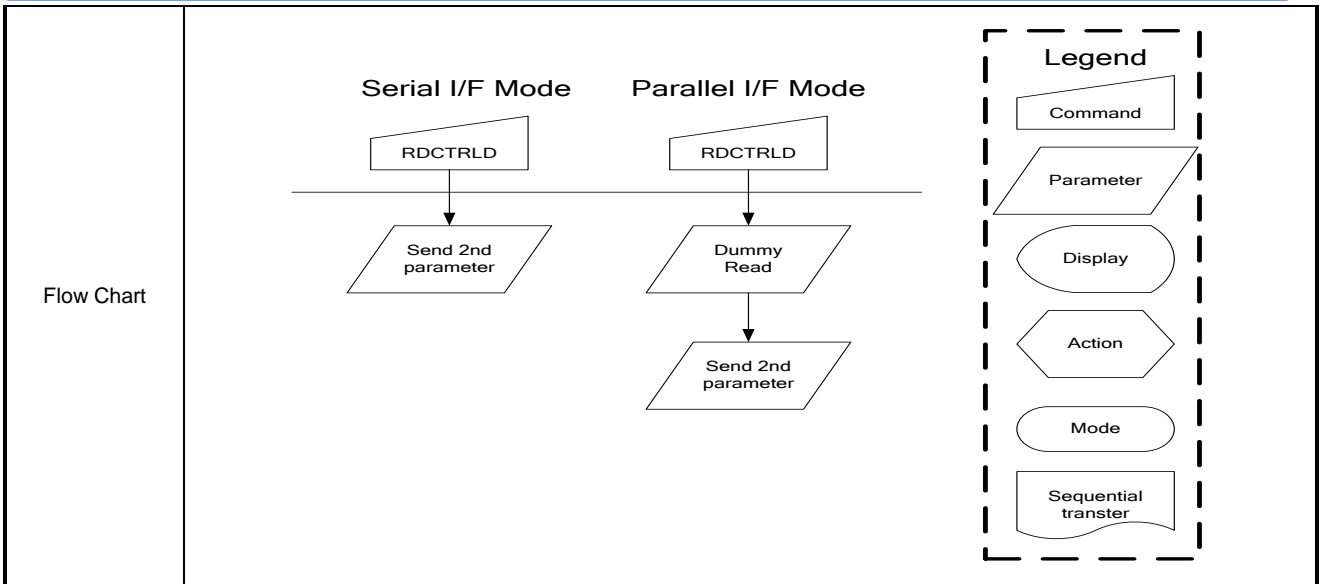 Flow Chart
Serial I/F Mode
RDCTRLD
Send 2nd
parameter
Parallel I/F Mode
RDCTRLD
Dummy
Read
Send 2nd
parameter
Legend
Command
Parameter
Display
Action
Mode
Sequential
transter